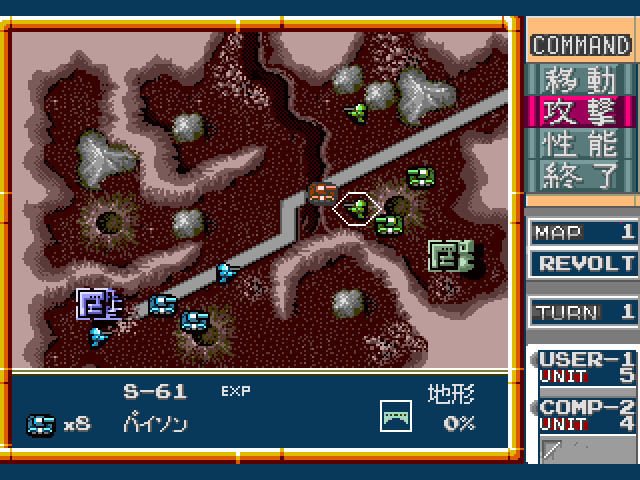 COMMAND
移動
攻撃
性能
終了
MAP 1
REVOLT
TURN 1
USER-1
UNIT 5
COMP-2
UNIT 4
S-61 EXP 地形
x8 バイソン 0%